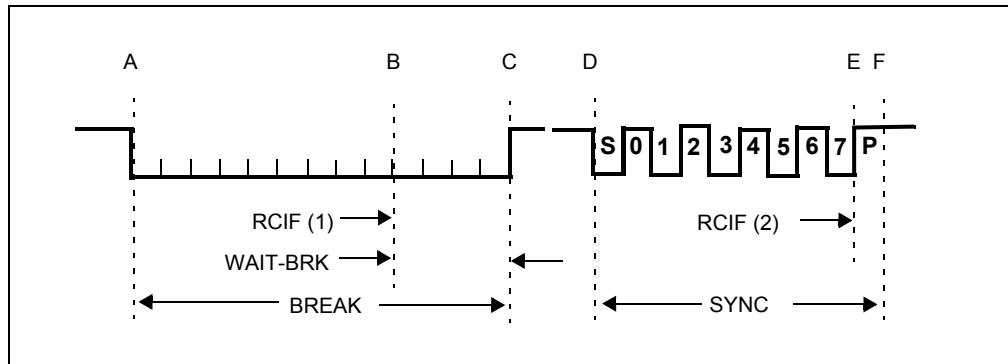 A B C D E F
S 0 1 2 3 4 5 6 7 P
RCIF (1) RCIF (2)
WAIT-BRK
BREAK SYNC